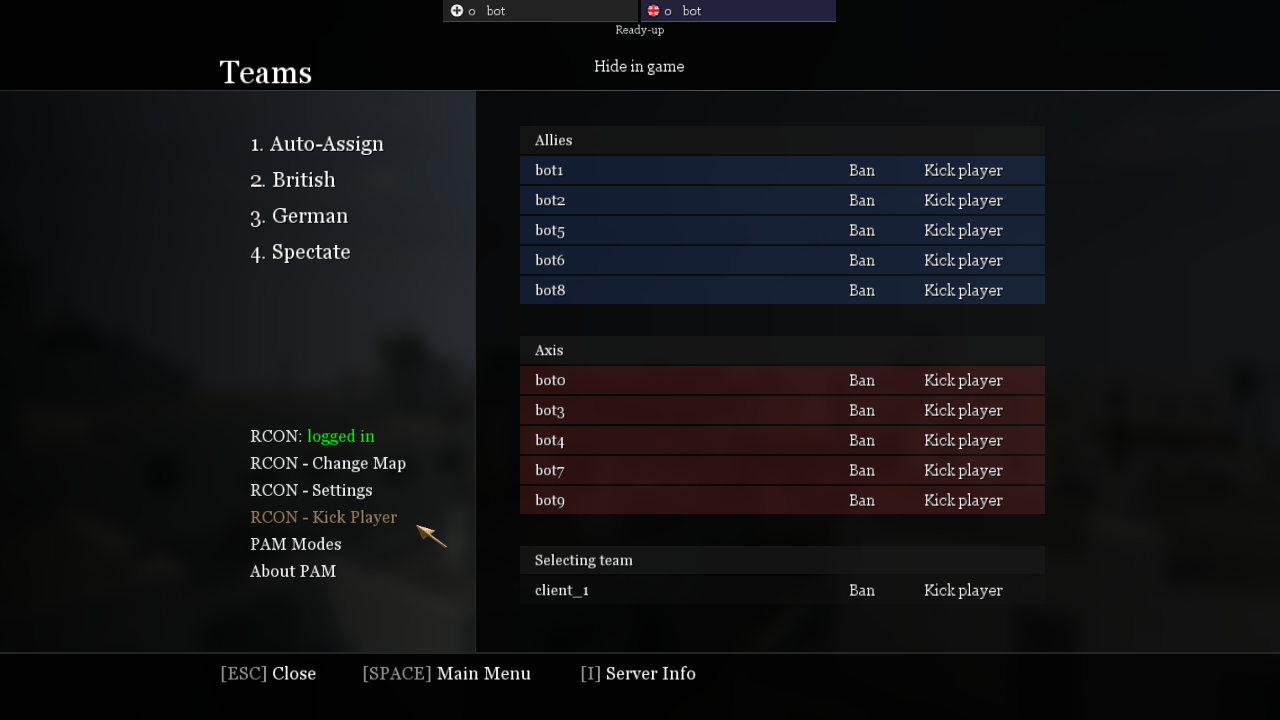 o bot o bot
Ready-up
Teams
Hide in game
1. Auto-Assign
2. British
3. German
4. Spectate
RCON: logged in
RCON - Change Map
RCON - Settings
RCON - Kick Player
PAM Modes
About PAM
Allies
bot1 Ban Kick player
bot2 Ban Kick player
bot5 Ban Kick player
bot6 Ban Kick player
bot8 Ban Kick player
Axis
bot0 Ban Kick player
bot3 Ban Kick player
bot4 Ban Kick player
bot7 Ban Kick player
bot9 Ban Kick player
Selecting team
client_1 Ban Kick player
[ESC] Close [SPACE] Main Menu [I] Server Info